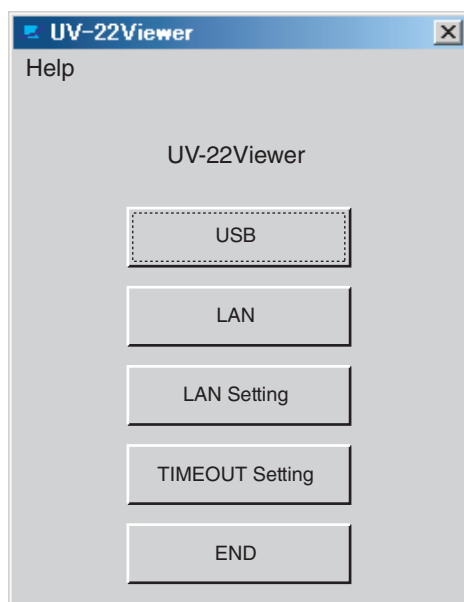 UV-22Viewer
Help
UV-22Viewer
USB
LAN
LAN Setting
TIMEOUT Setting
END